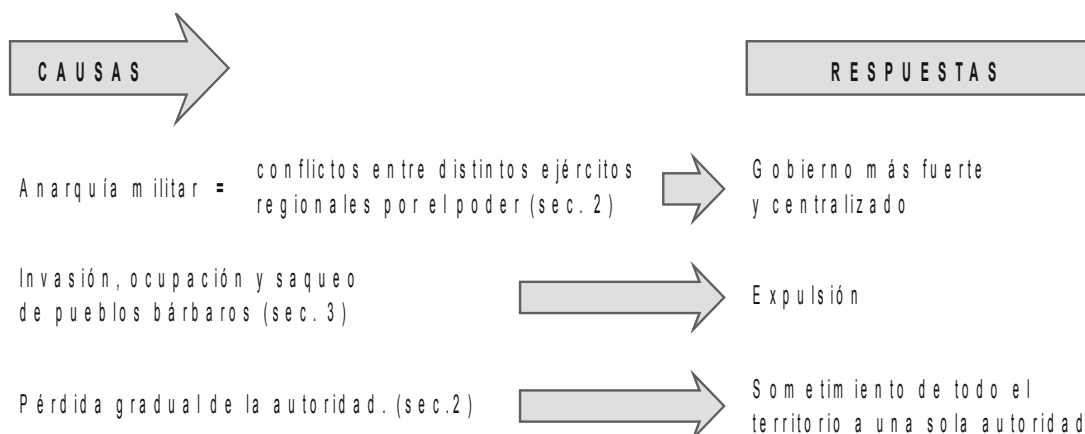 CAUSAS
RESPUESTAS
Anarquía militar =
conflictos entre distintos ejércitos
regionales por el poder (sec. 2)
Gobierno más fuerte
y centralizado
Invasión, ocupación y saqueo
de pueblos bárbaros (sec. 3)
Expulsión
Pérdida gradual de la autoridad. (sec.2)
Sometimiento de todo el
territorio a una sola autoridad